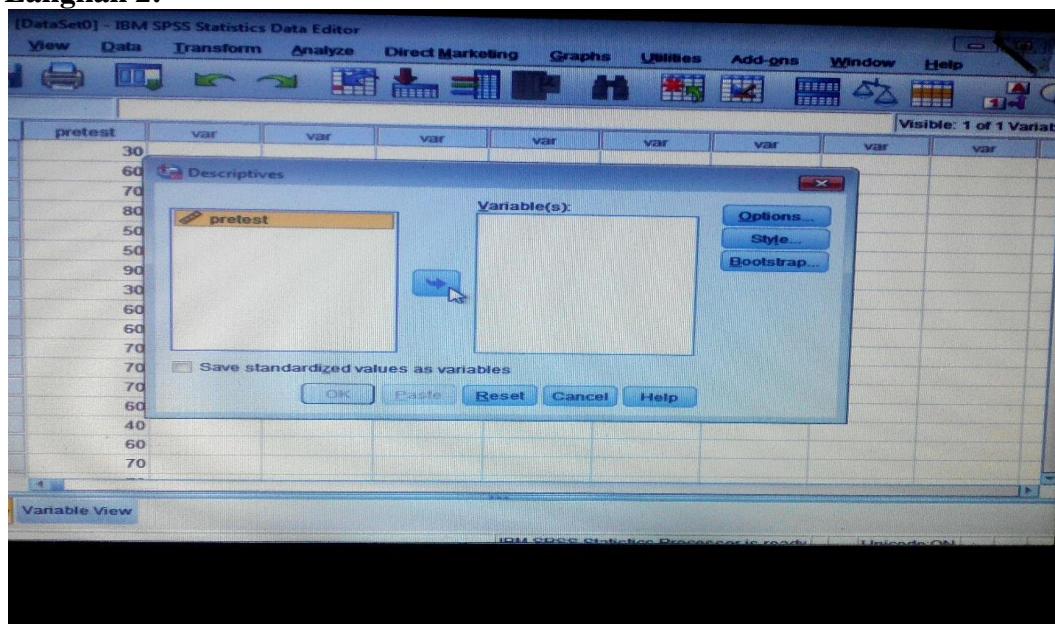 Langhah 2:
[DataSet0] - IBM SPSS Statistics Data Editor
View Data Transform Analyze Direct Marketing Graphs Utilities Add-ons Window Help
Visible: 1 of 1 Variab
pretest var var var var var var var var
30
60
70
80
50
50
90
30
60
60
70
70
70
60
40
60
70
Descriptives
pretest
Variable(s):
Options...
Style...
Bootstrap...
Save standardized values as variables
OK Paste Reset Cancel Help
Variable View
IBM SPSS Statistics Processor is ready Unicode:ON